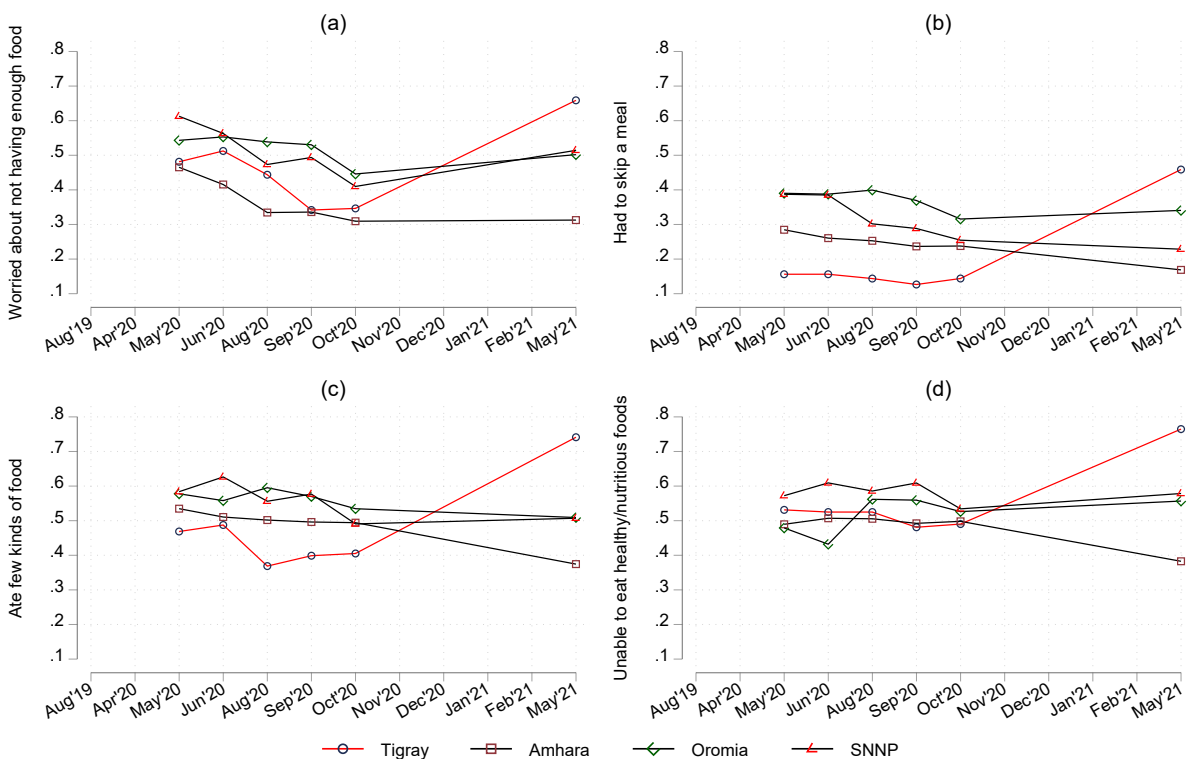 (a)
Worried about not having enough food
.8
.7
.6
.5
.4
.3
.2
.1
Aug'19 Apr'20 May'20 Jun'20 Aug'20 Sep'20 Oct'20 Nov'20 Dec'20 Jan'21 Feb'21 May'21
(b)
Had to skip a meal
.8
.7
.6
.5
.4
.3
.2
.1
Aug'19 Apr'20 May'20 Jun'20 Aug'20 Sep'20 Oct'20 Nov'20 Dec'20 Jan'21 Feb'21 May'21
(c)
Ate few kinds of food
.8
.7
.6
.5
.4
.3
.2
.1
Aug'19 Apr'20 May'20 Jun'20 Aug'20 Sep'20 Oct'20 Nov'20 Dec'20 Jan'21 Feb'21 May'21
(d)
Unable to eat healthy/nutritious foods
.8
.7
.6
.5
.4
.3
.2
.1
Aug'19 Apr'20 May'20 Jun'20 Aug'20 Sep'20 Oct'20 Nov'20 Dec'20 Jan'21 Feb'21 May'21
Tigray Amhara Oromia SNNP